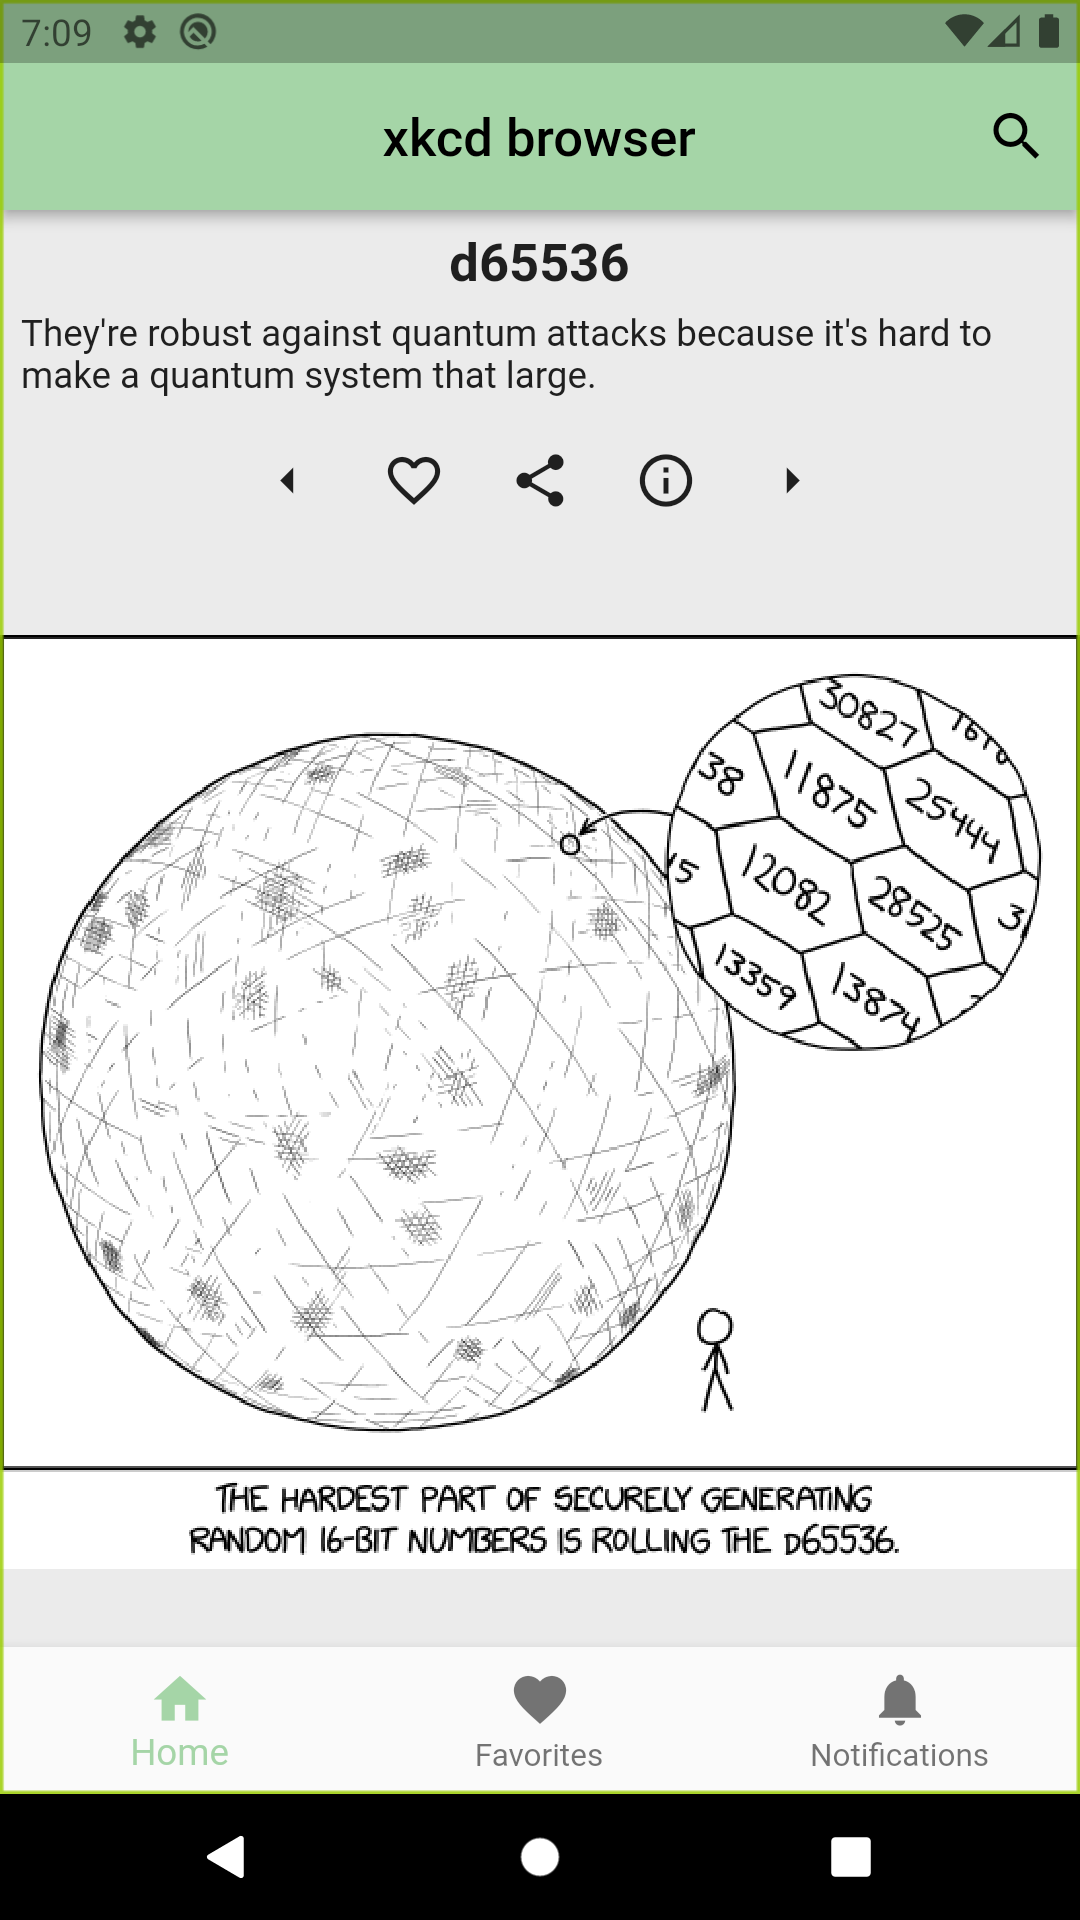 7:09
xkcd browser
d65536
They're robust against quantum attacks because it's hard to
make a quantum system that large.
30827
38
11875
25444
15
12082
28525
3
13359
13874
THE HARDEST PART OF SECURELY GENERATING
RANDOM 16-BIT NUMBERS IS ROLLING THE D65536.
Home
Favorites
Notifications